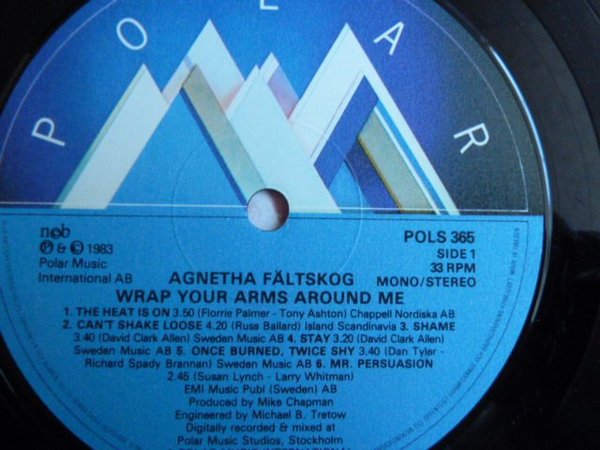 POLAR
ncb
℗ & © 1983
Polar Music
International AB
POLS 365
SIDE 1
33 RPM
MONO/STEREO
AGNETHA FÄLTSKOG
WRAP YOUR ARMS AROUND ME
1. THE HEAT IS ON 3.50 (Florrie Palmer - Tony Ashton) Chappell Nordiska AB
2. CAN'T SHAKE LOOSE 4.20 (Russ Bailard) Island Scandinavia 3. SHAME
3.40 (David Clark Allen) Sweden Music AB 4. STAY 3.20 (David Clark Allen)
Sweden Music AB 5. ONCE BURNED, TWICE SHY 3.40 (Dan Tyler -
Richard Spady Brannan) Sweden Music AB 6. MR. PERSUASION
2.45 (Susan Lynch - Larry Whitman)
EMI Music Publ (Sweden) AB
Produced by Mike Chapman
Engineered by Michael B. Tretow
Digitally recorded & mixed at
Polar Music Studios, Stockholm